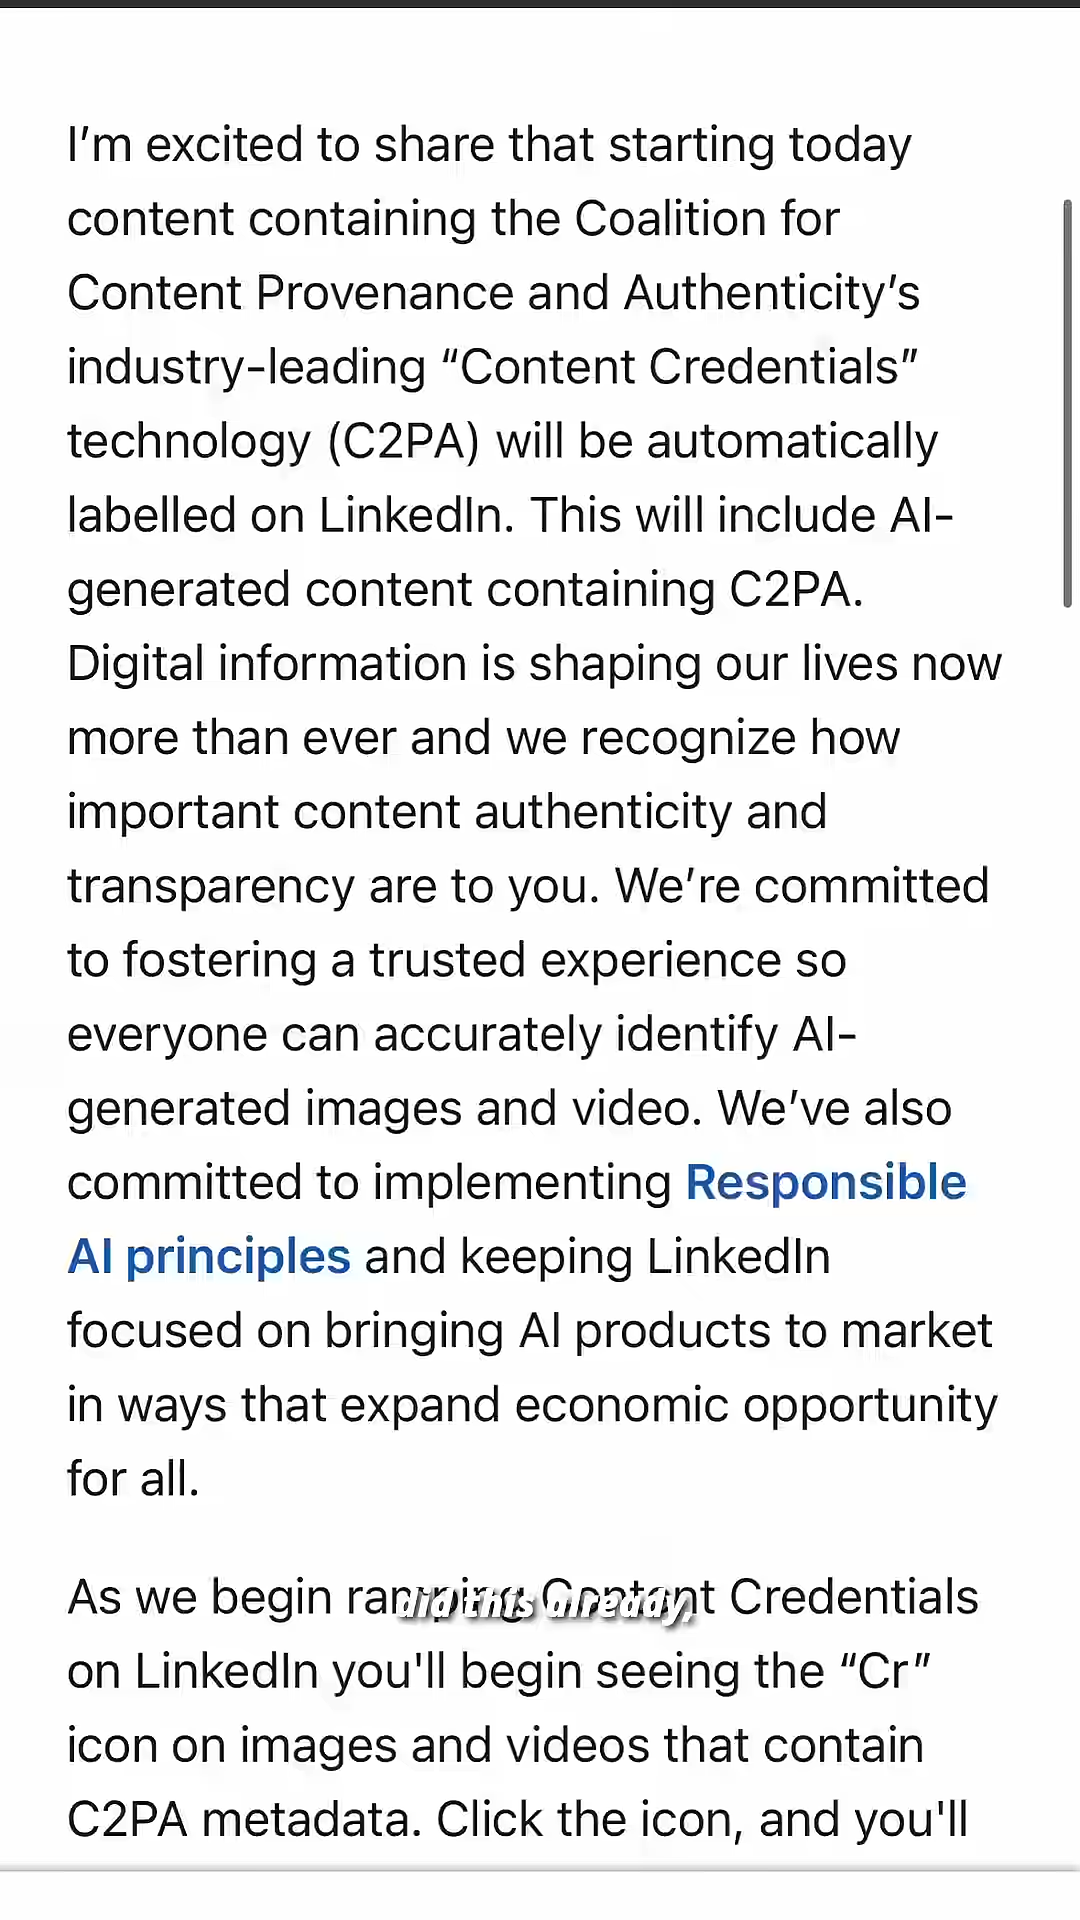 I’m excited to share that starting today
content containing the Coalition for
Content Provenance and Authenticity’s
industry-leading “Content Credentials”
technology (C2PA) will be automatically
labelled on LinkedIn. This will include AI-
generated content containing C2PA.
Digital information is shaping our lives now
more than ever and we recognize how
important content authenticity and
transparency are to you. We’re committed
to fostering a trusted experience so
everyone can accurately identify AI-
generated images and video. We’ve also
committed to implementing Responsible
AI principles and keeping LinkedIn
focused on bringing AI products to market
in ways that expand economic opportunity
for all.
As we begin ramping Content Credentials
did this already,
on LinkedIn you'll begin seeing the “Cr”
icon on images and videos that contain
C2PA metadata. Click the icon, and you'll